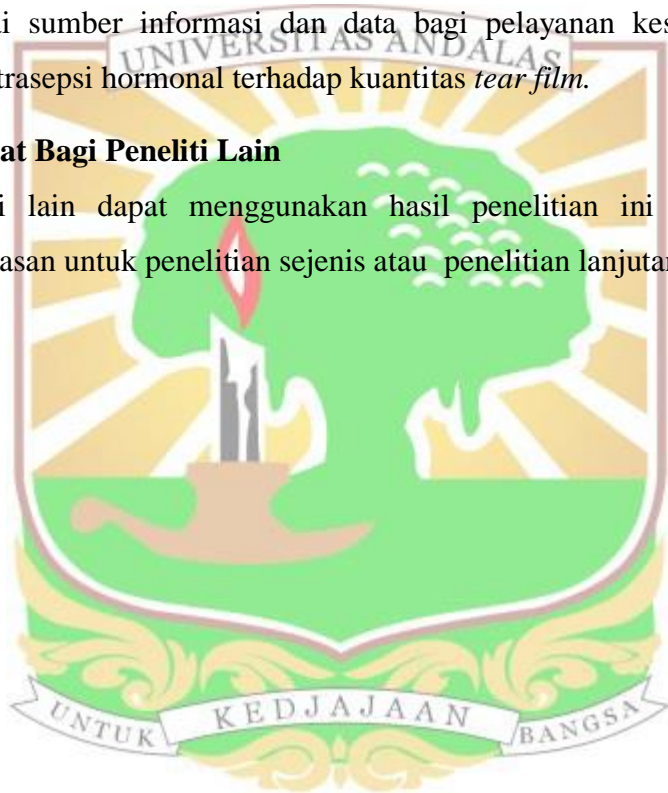 ai sumber informasi dan data bagi pelayanan kes
trasepsi hormonal terhadap kuantitas tear film.
at Bagi Peneliti Lain
i lain dapat menggunakan hasil penelitian ini
asan untuk penelitian sejenis atau penelitian lanjutan
UNIVERSITAS ANDALAS
UNTUK KEDJAJAAN BANGSA